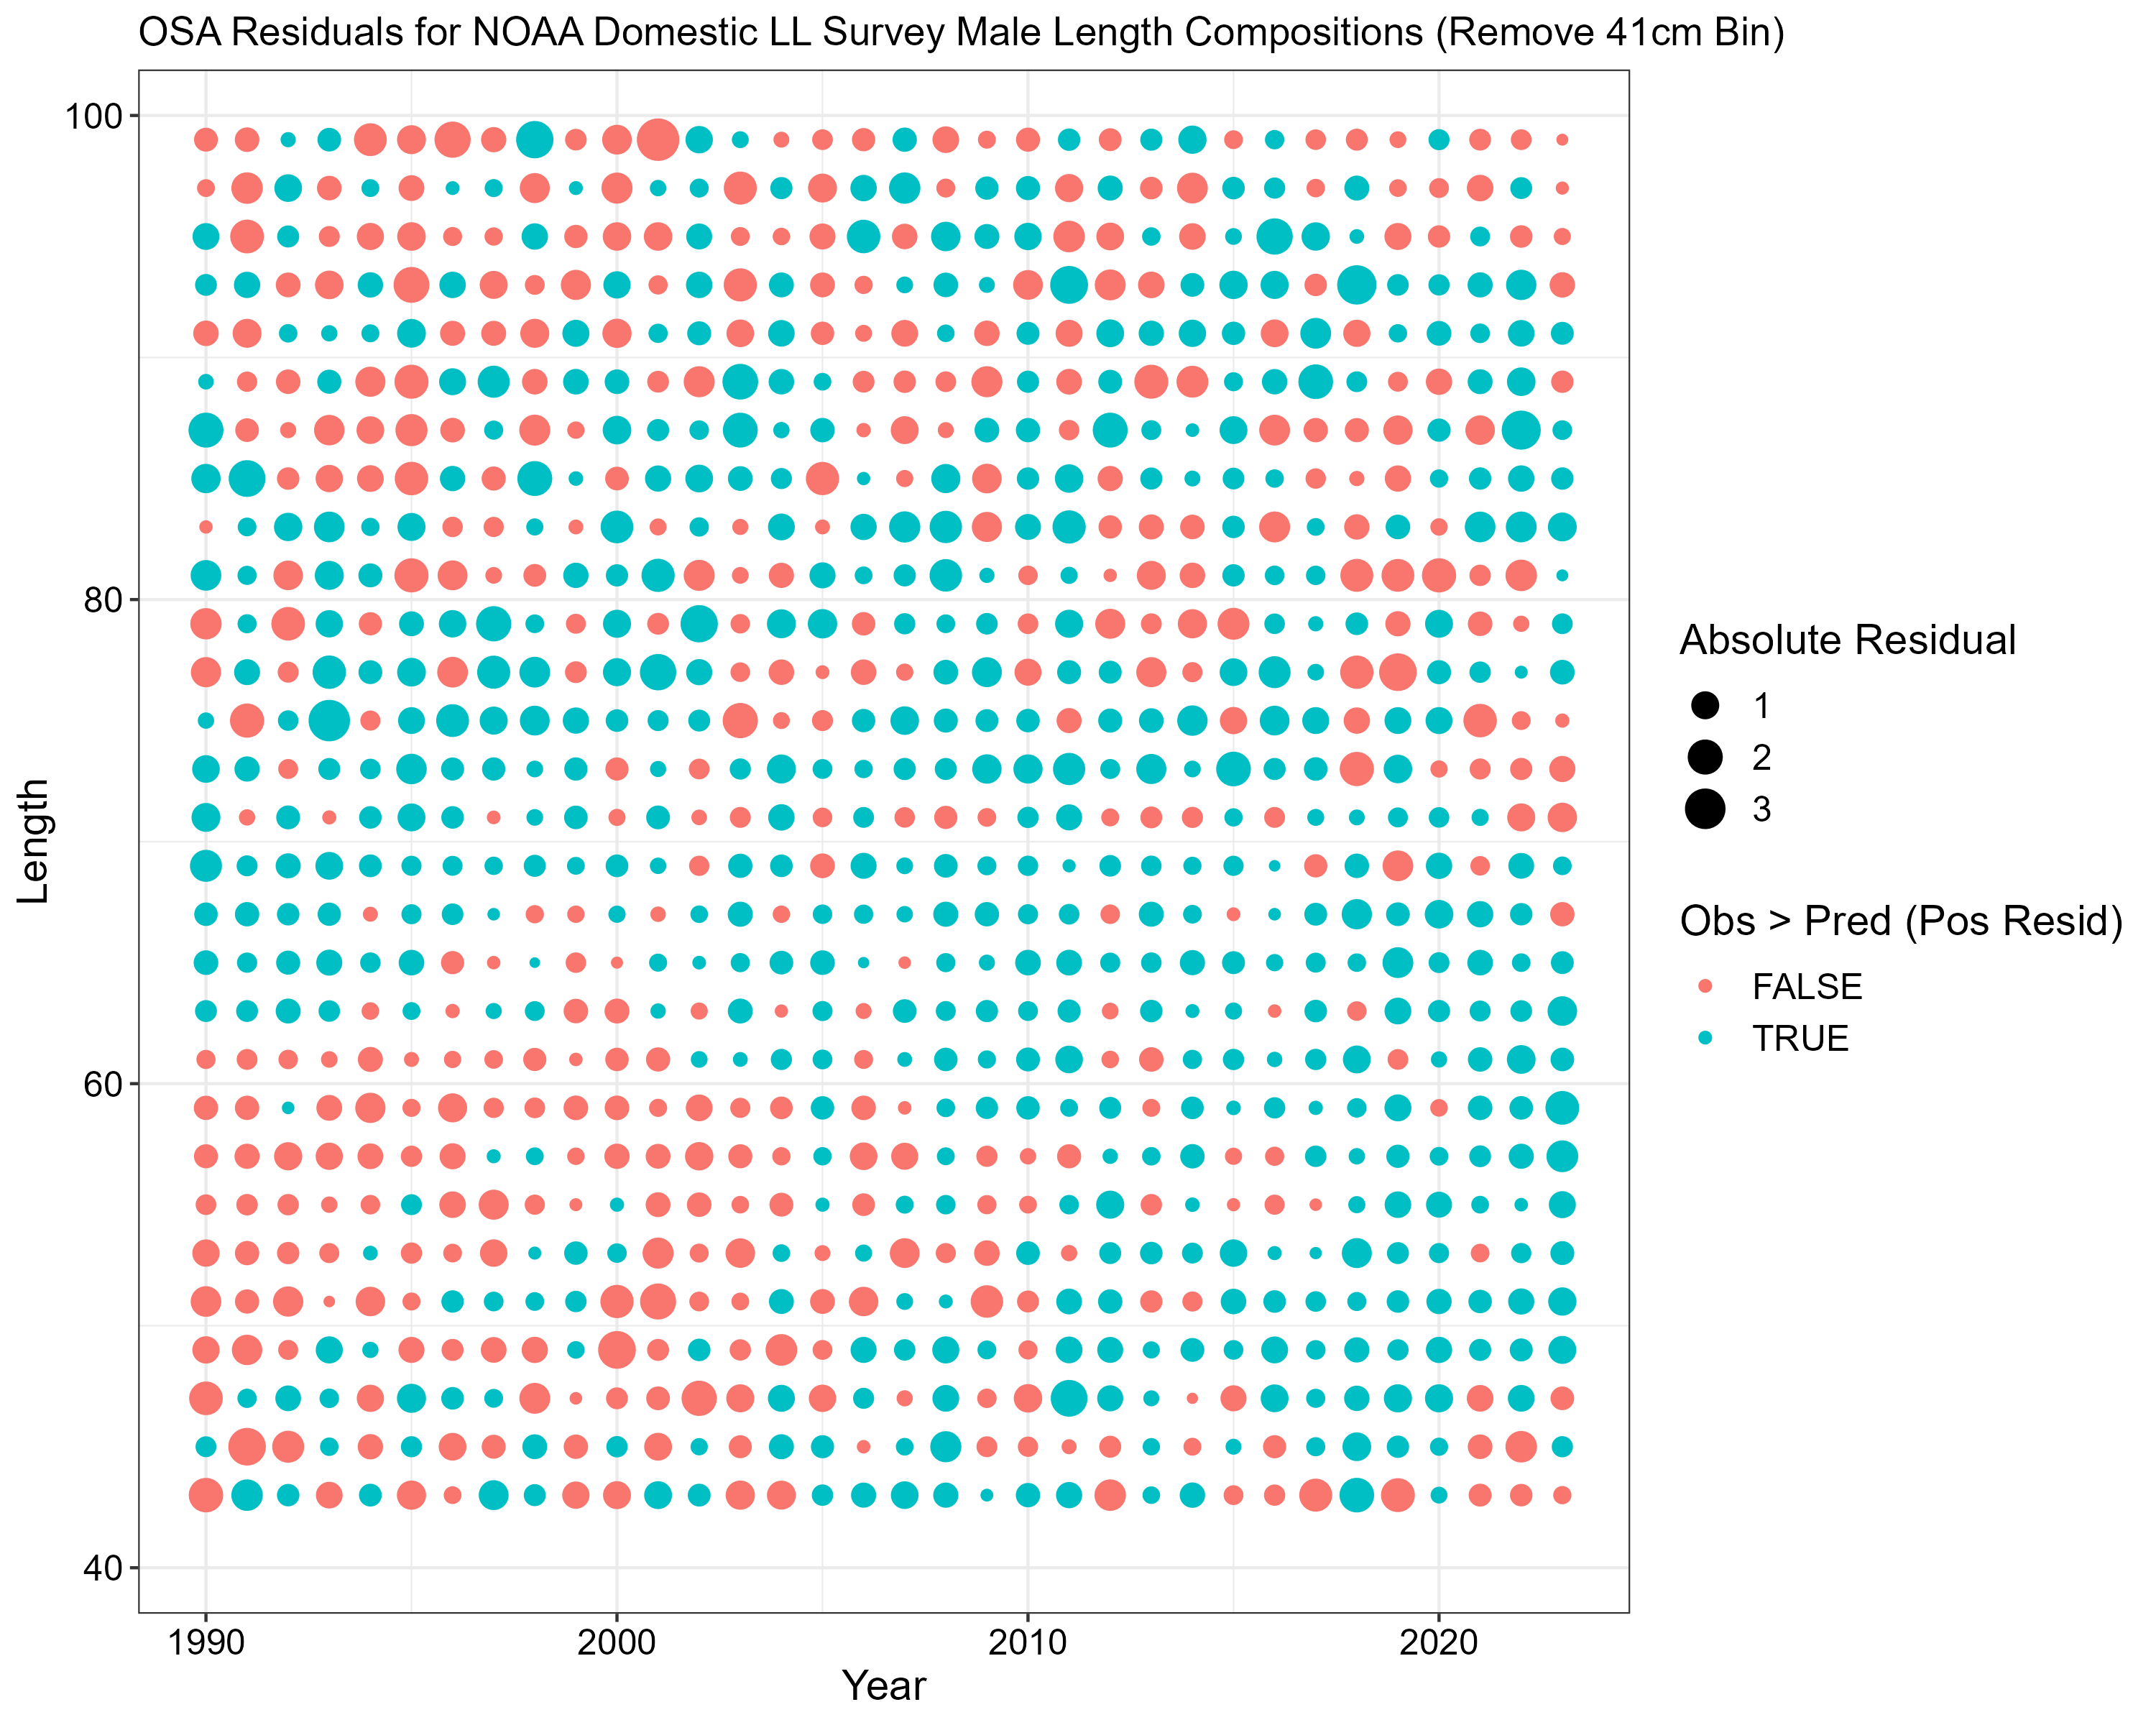 OSA Residuals for NOAA Domestic LL Survey Male Length Compositions (Remove 41cm Bin)
100
80
60
40
Length
1990
2000
2010
2020
Year
Absolute Residual
1
2
3
Obs > Pred (Pos Resid)
FALSE
TRUE